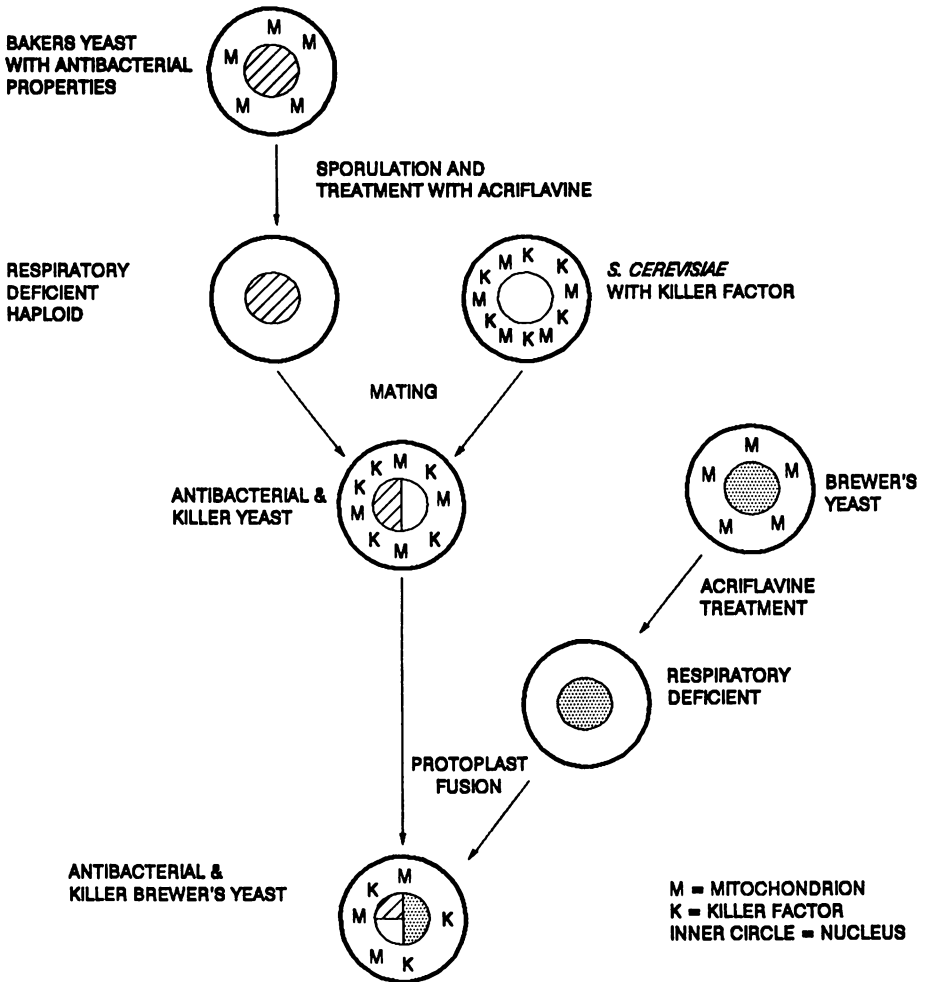 BAKERS YEAST
WITH ANTIBACTERIAL
PROPERTIES
M
M
M
M
M
SPORULATION AND
TREATMENT WITH ACRIFLAVINE
RESPIRATORY
DEFICIENT
HAPLOID
K
M
K
K
M
M
K
K
M
K
M
S. CEREVISIAE
WITH KILLER FACTOR
MATING
ANTIBACTERIAL &
KILLER YEAST
M
K
K
K
M
M
K
K
M
M
M
M
M
M
BREWER'S
YEAST
ACRIFLAVINE
TREATMENT
RESPIRATORY
DEFICIENT
PROTOPLAST
FUSION
ANTIBACTERIAL &
KILLER BREWER'S YEAST
M
K
M
K
M
K
M = MITOCHONDRION
K = KILLER FACTOR
INNER CIRCLE = NUCLEUS